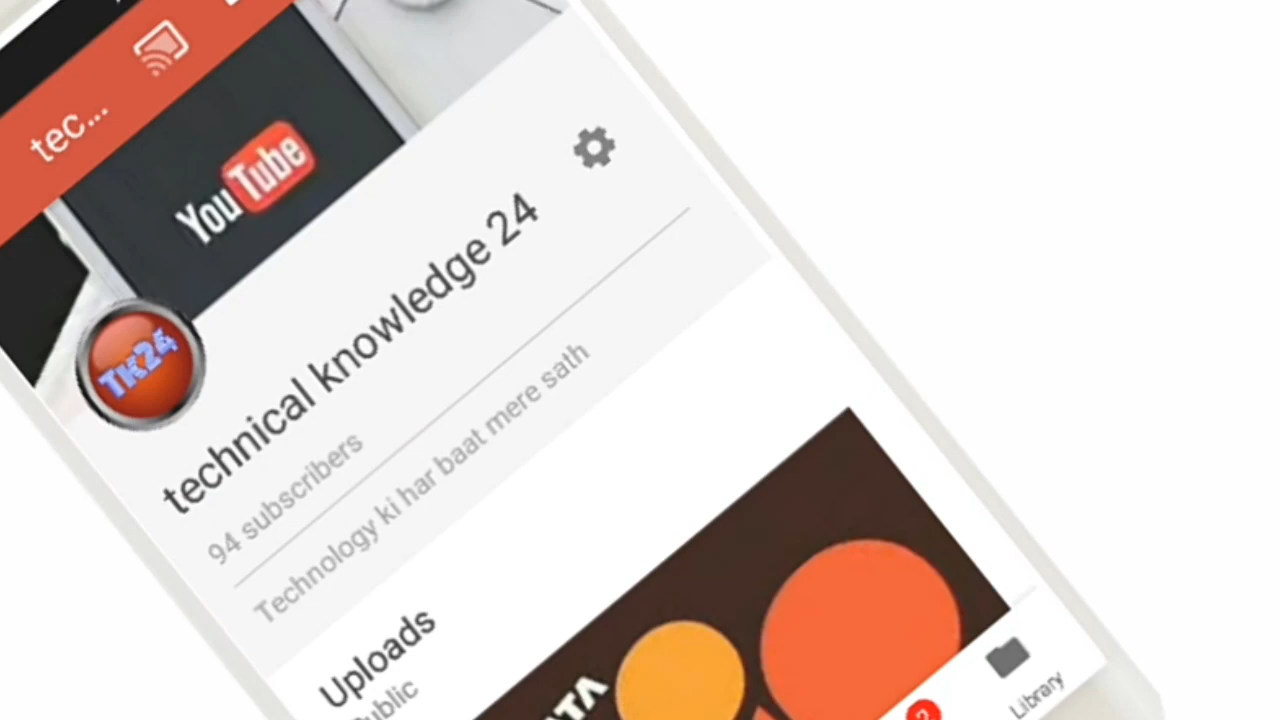 tec...
YouTube
TK24
technical knowledge 24
94 subscribers
Technology ki har baat mere sath
Uploads
Public
Library